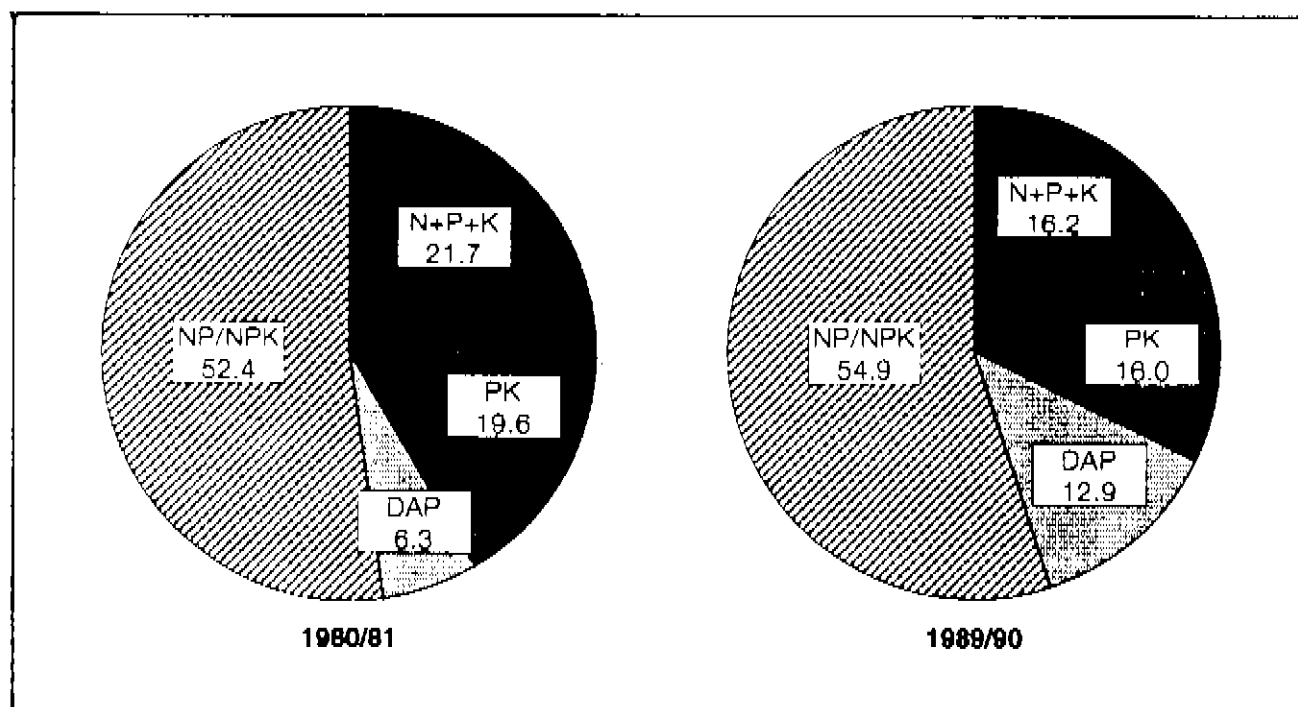 N+P+K
21.7
NP/NPK
52.4
PK
19.6
DAP
6.3
1980/81
N+P+K
16.2
NP/NPK
54.9
PK
16.0
DAP
12.9
1989/90